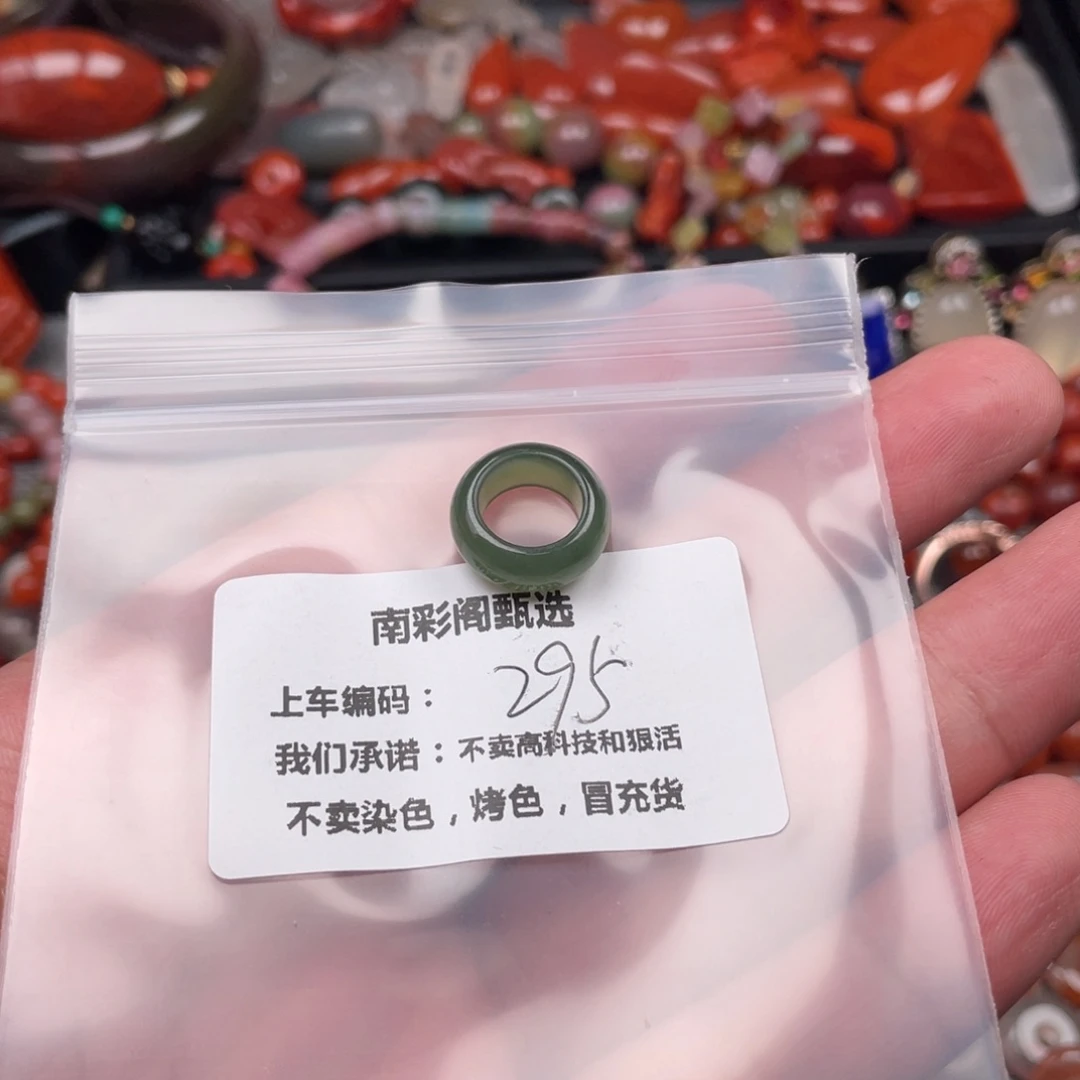 南彩阁甄选
上车编码：295
我们承诺：不卖高科技和狠活
不卖染色，烤色，冒充货